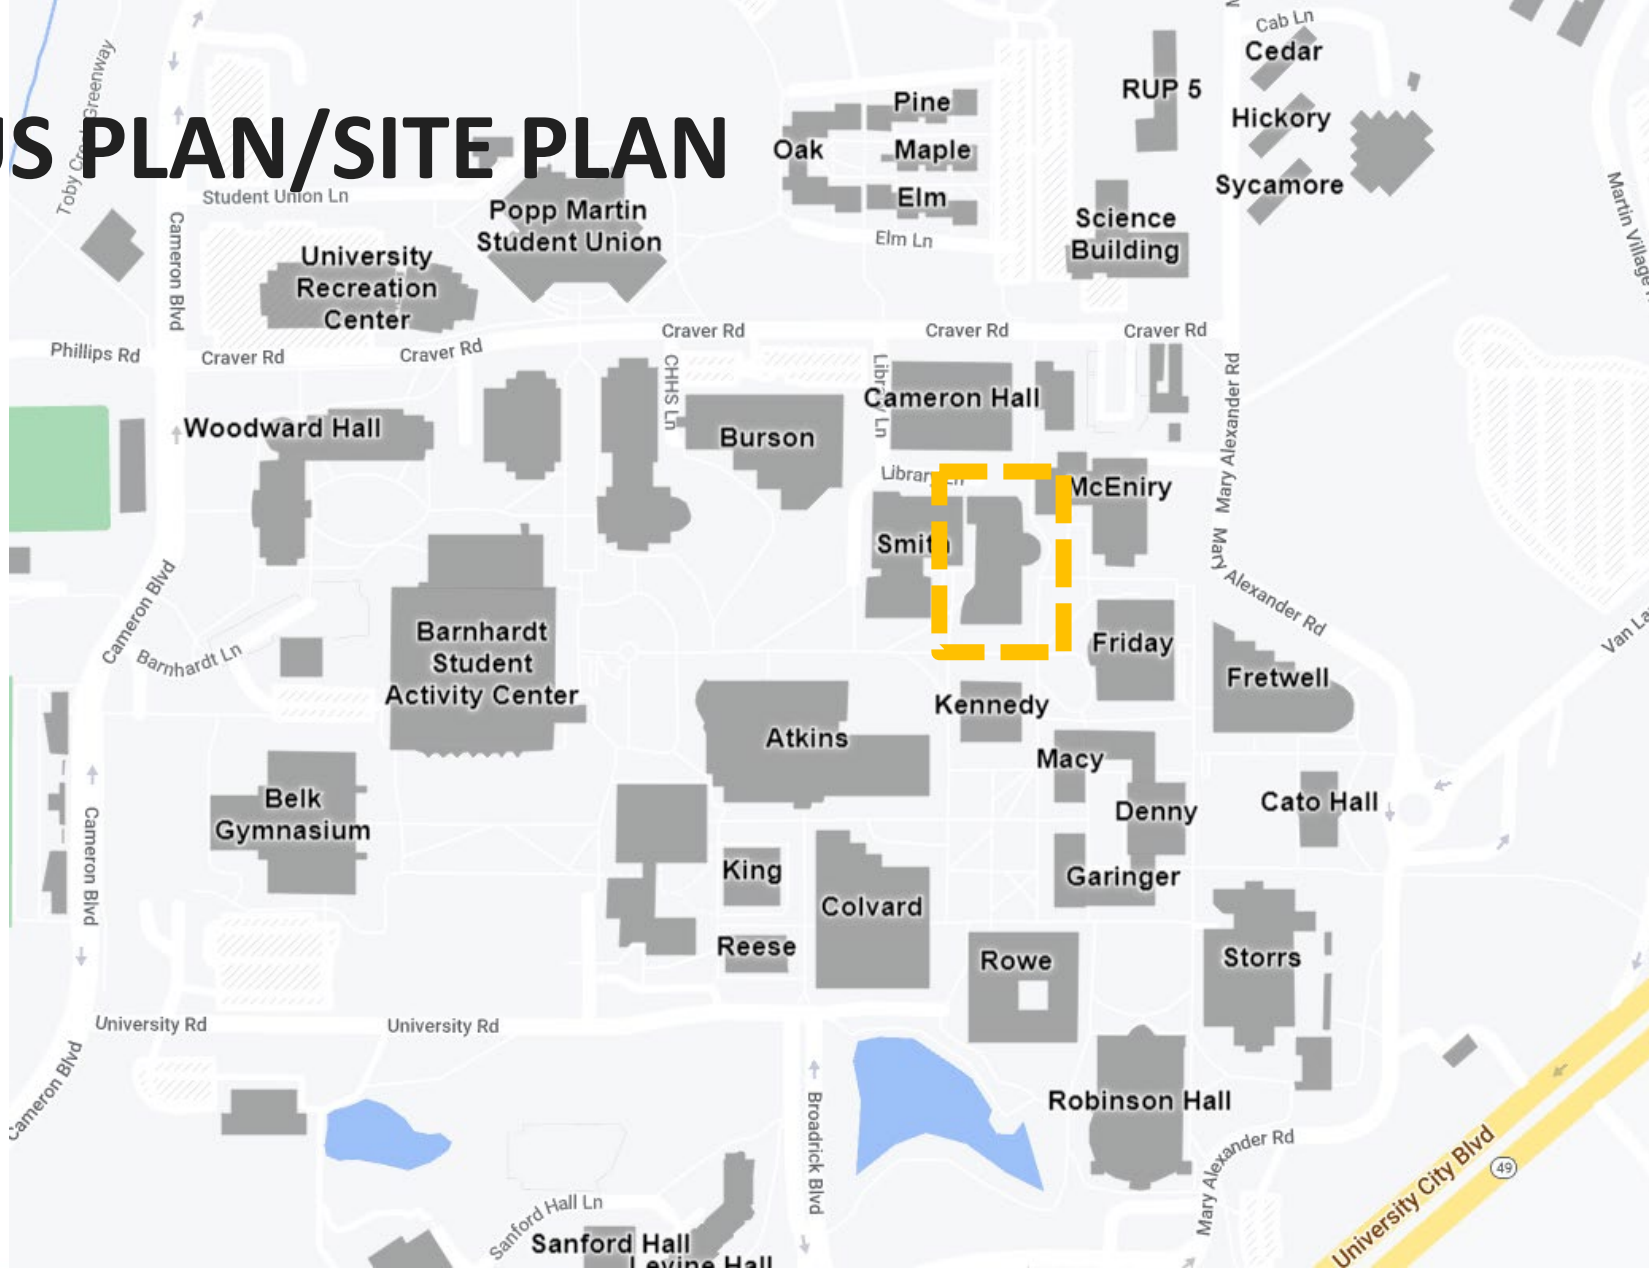 US PLAN/SITE PLAN
Cab Ln
Cedar
RUP 5
Pine
Hickory
Oak
Maple
Sycamore
Elm
Elm Ln
Science
Building
Toby Creek Greenway
Student Union Ln
Popp Martin
Student Union
University
Recreation
Center
Cameron Blvd
Martin Village
Phillips Rd
Craver Rd
Craver Rd
Craver Rd
Craver Rd
Craver Rd
CHHS Ln
Library Ln
Mary Alexander Rd
Woodward Hall
Burson
Cameron Hall
Library Ln
McEniry
Smith
Mary Alexander Rd
Mary Alexander Rd
Cameron Blvd
Barnhardt Ln
Barnhardt
Student
Activity Center
Friday
Fretwell
Kennedy
Atkins
Macy
Denny
Cato Hall
Belk
Gymnasium
Cameron Blvd
King
Garinger
Colvard
Reese
Rowe
Storrs
University Rd
University Rd
Cameron Blvd
Broadrick Blvd
Robinson Hall
Mary Alexander Rd
University City Blvd
49
Sanford Hall Ln
Sanford Hall
Levine Hall